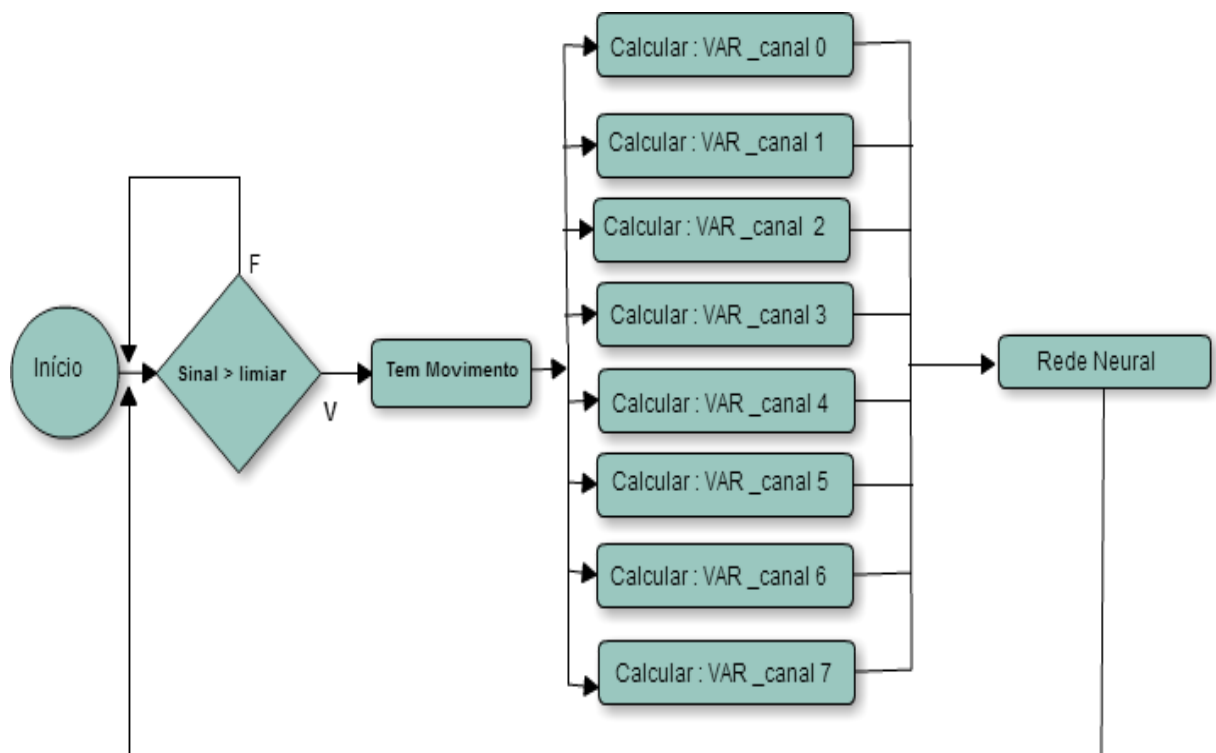 Início
Sinal > limiar
F
V
Tem Movimento
Calcular : VAR _canal 0
Calcular : VAR _canal 1
Calcular : VAR _canal 2
Calcular : VAR _canal 3
Calcular : VAR _canal 4
Calcular : VAR _canal 5
Calcular : VAR _canal 6
Calcular : VAR _canal 7
Rede Neural